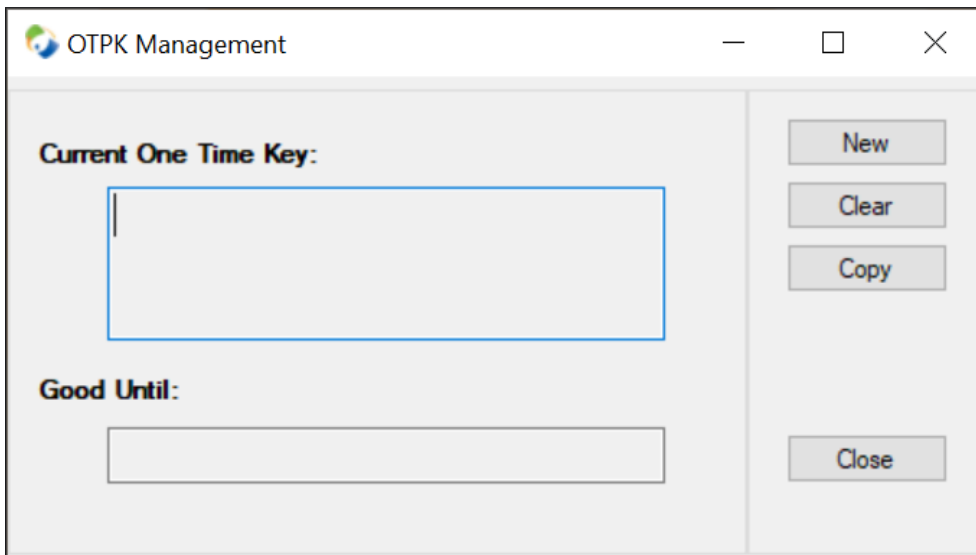 OTPK Management
Current One Time Key:
New
Clear
Copy
Good Until:
Close